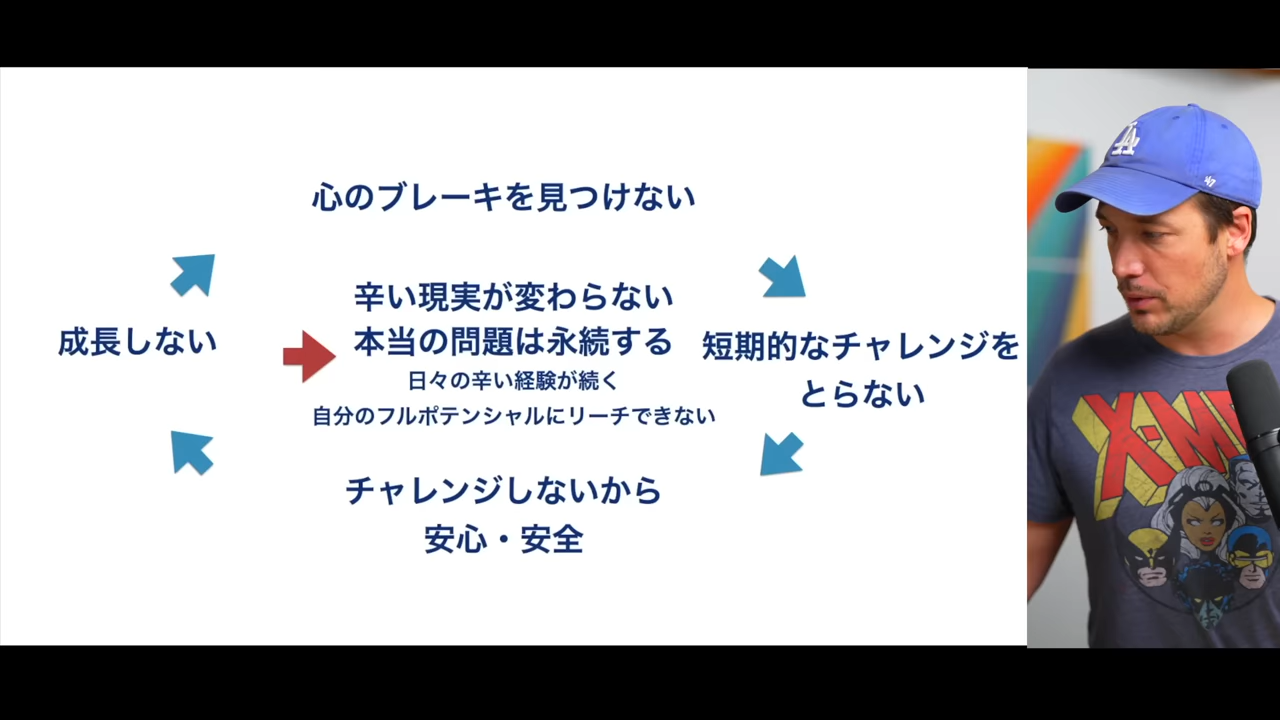 心のブレーキを見つけない
辛い現実が変わらない
本当の問題は永続する
日々の辛い経験が続く
自分のフルポテンシャルにリーチできない
成長しない
短期的なチャレンジを
とらない
チャレンジしないから
安心・安全
LA
'47
X-ME